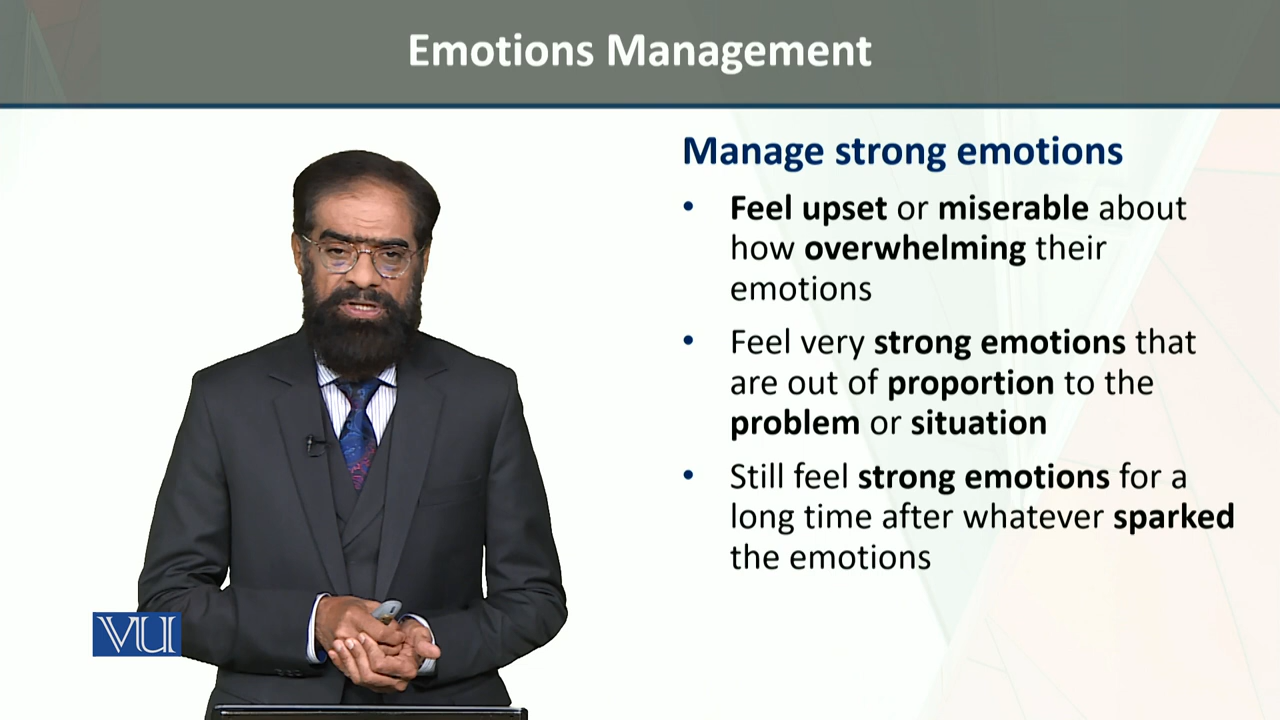 Emotions Management
Manage strong emotions
• Feel upset or miserable about
how overwhelming their
emotions
• Feel very strong emotions that
are out of proportion to the
problem or situation
• Still feel strong emotions for a
long time after whatever sparked
the emotions
VU